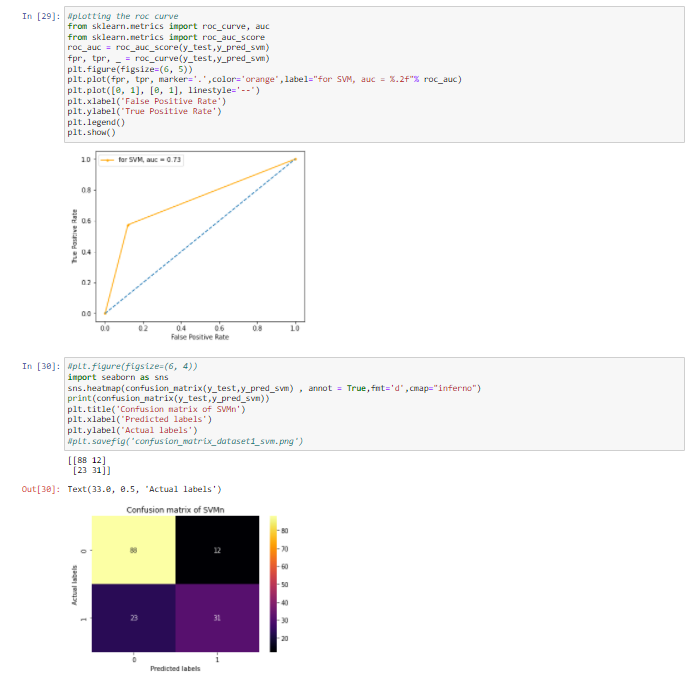 In [29]: #plotting the roc curve
from sklearn.metrics import roc_curve, auc
from sklearn.metrics import roc_auc_score
roc_auc = roc_auc_score(y_test,y_pred_svm)
fpr, tpr, _ = roc_curve(y_test,y_pred_svm)
plt.figure(figsize=(6, 5))
plt.plot(fpr, tpr, marker='.',color='orange',label="for SVM, auc = %.2f"% roc_auc)
plt.plot([0, 1], [0, 1], linestyle='--')
plt.xlabel('False Positive Rate')
plt.ylabel('True Positive Rate')
plt.legend()
plt.show()
for SVM, auc = 0.73
1.0
0.8
0.6
0.4
0.2
0.0
True Positive Rate
0.0 0.2 0.4 0.6 0.8 1.0
False Positive Rate
In [30]: #plt.figure(figsize=(6, 4))
import seaborn as sns
sns.heatmap(confusion_matrix(y_test,y_pred_svm) , annot = True,fmt='d',cmap="inferno")
print(confusion_matrix(y_test,y_pred_svm))
plt.title('Confusion matrix of SVMn')
plt.xlabel('Predicted labels')
plt.ylabel('Actual labels')
#plt.savefig('confusion_matrix_dataset1_svm.png')
[[88 12]
[23 31]]
Out[30]: Text(33.0, 0.5, 'Actual labels')
Confusion matrix of SVMn
0 88 12
1 23 31
Actual labels
0 1
Predicted labels
80
70
60
50
40
30
20